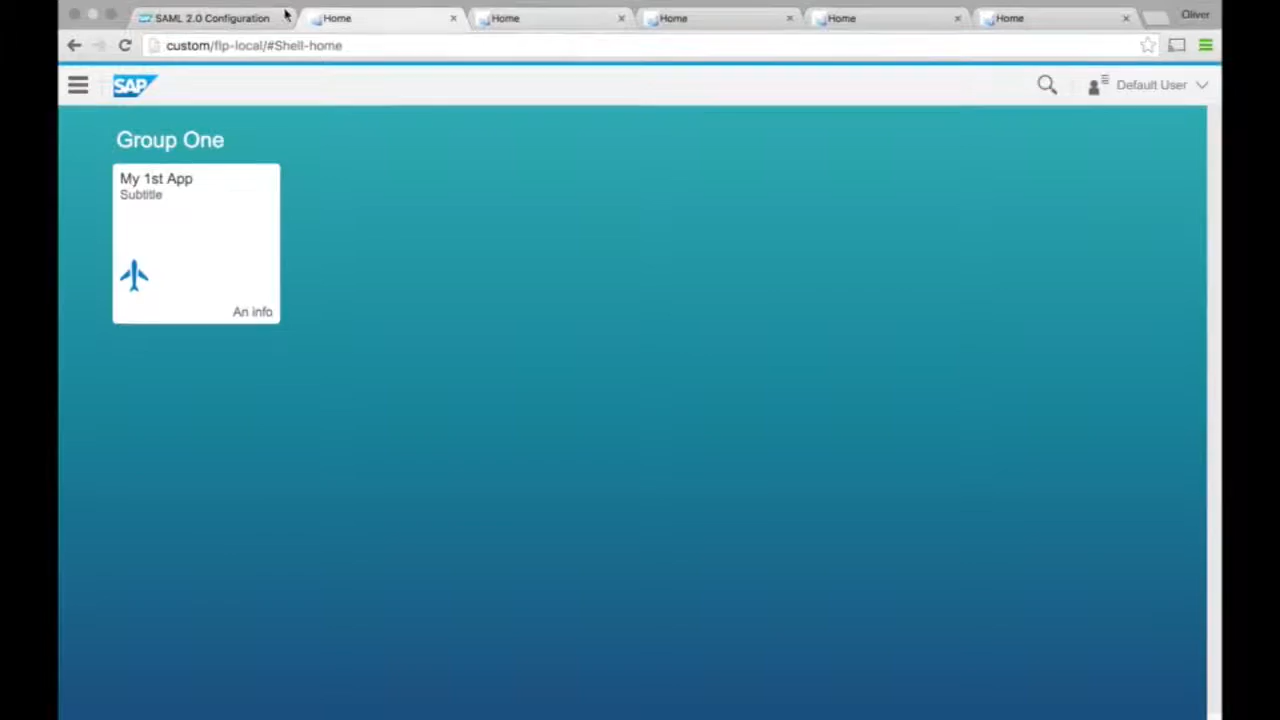 SAML 2.0 Configuration
Home
Home
Home
Home
Home
Oliver
custom/flp-local/#Shell-home
SAP
Default User
Group One
My 1st App
Subtitle
An info